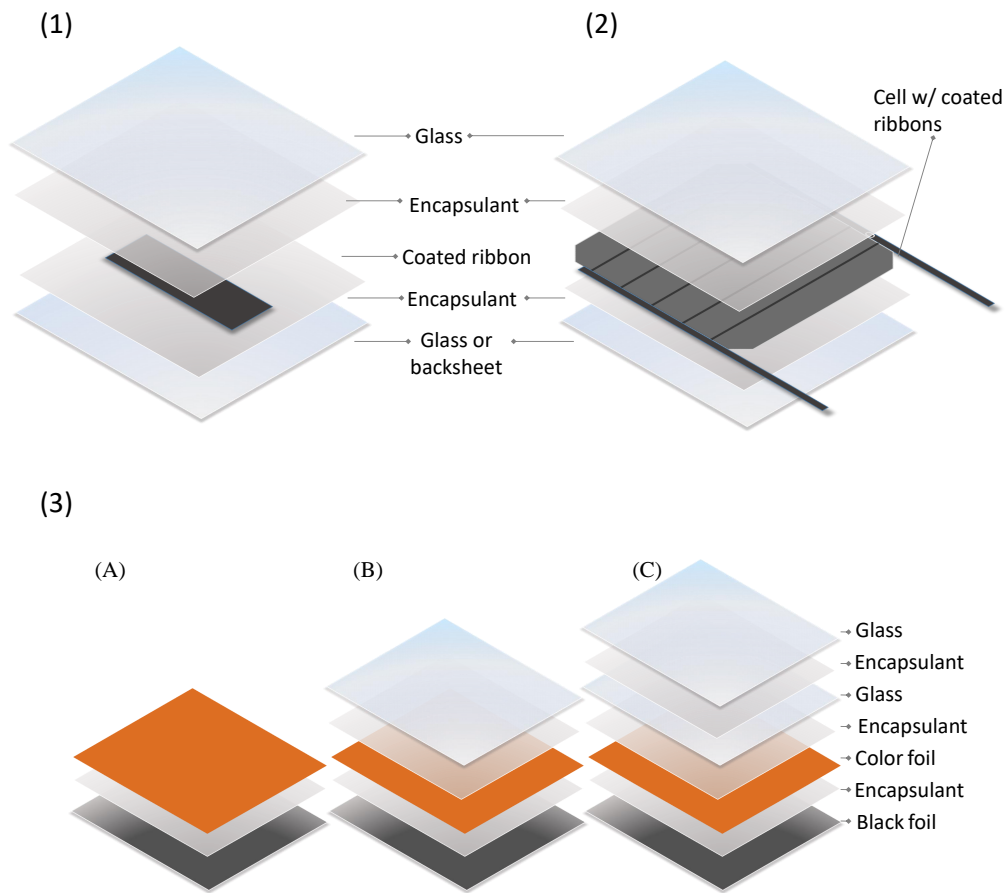 (1)
(2)
Cell w/ coated
ribbons
Glass
Encapsulant
Coated ribbon
Encapsulant
Glass or
backsheet
(3)
(A)
(B)
(C)
Glass
Encapsulant
Glass
Encapsulant
Color foil
Encapsulant
Black foil